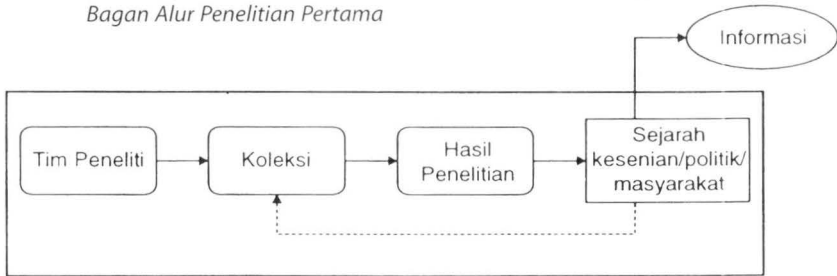 Bagan Alur Penelitian Pertama
Informasi
Tim Peneliti
Koleksi
Hasil
Penelitian
Sejarah
kesenian/politik/
masyarakat